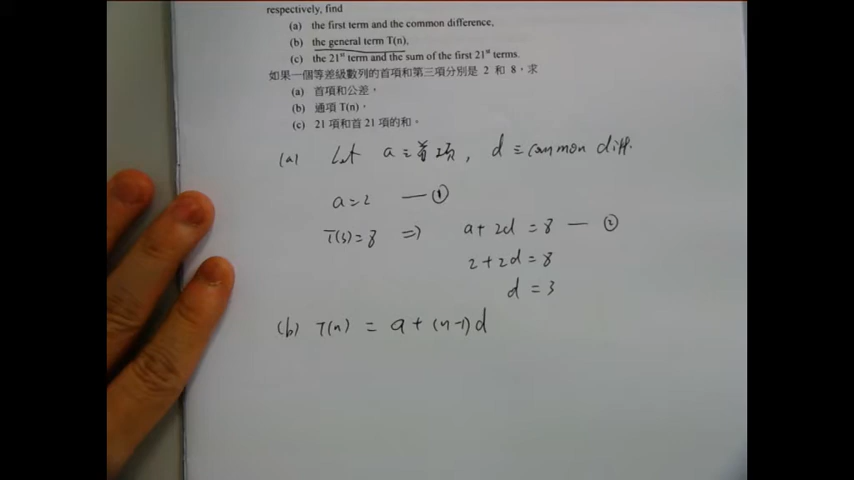 respectively, find
(a) the first term and the common difference,
(b) the general term T(n),
(c) the 21st term and the sum of the first 21st terms.
如果一個等差級數列的首項和第三項分別是 2 和 8，求
(a) 首項和公差，
(b) 通項 T(n)，
(c) 21 項和首 21 項的和。
(a) Let a ≡ 首項, d ≡ common diff.
a = 2 — ①
T(3) = 8 ⇒ a + 2d = 8 — ②
2 + 2d = 8
d = 3
(b) T(n) = a + (n-1)d